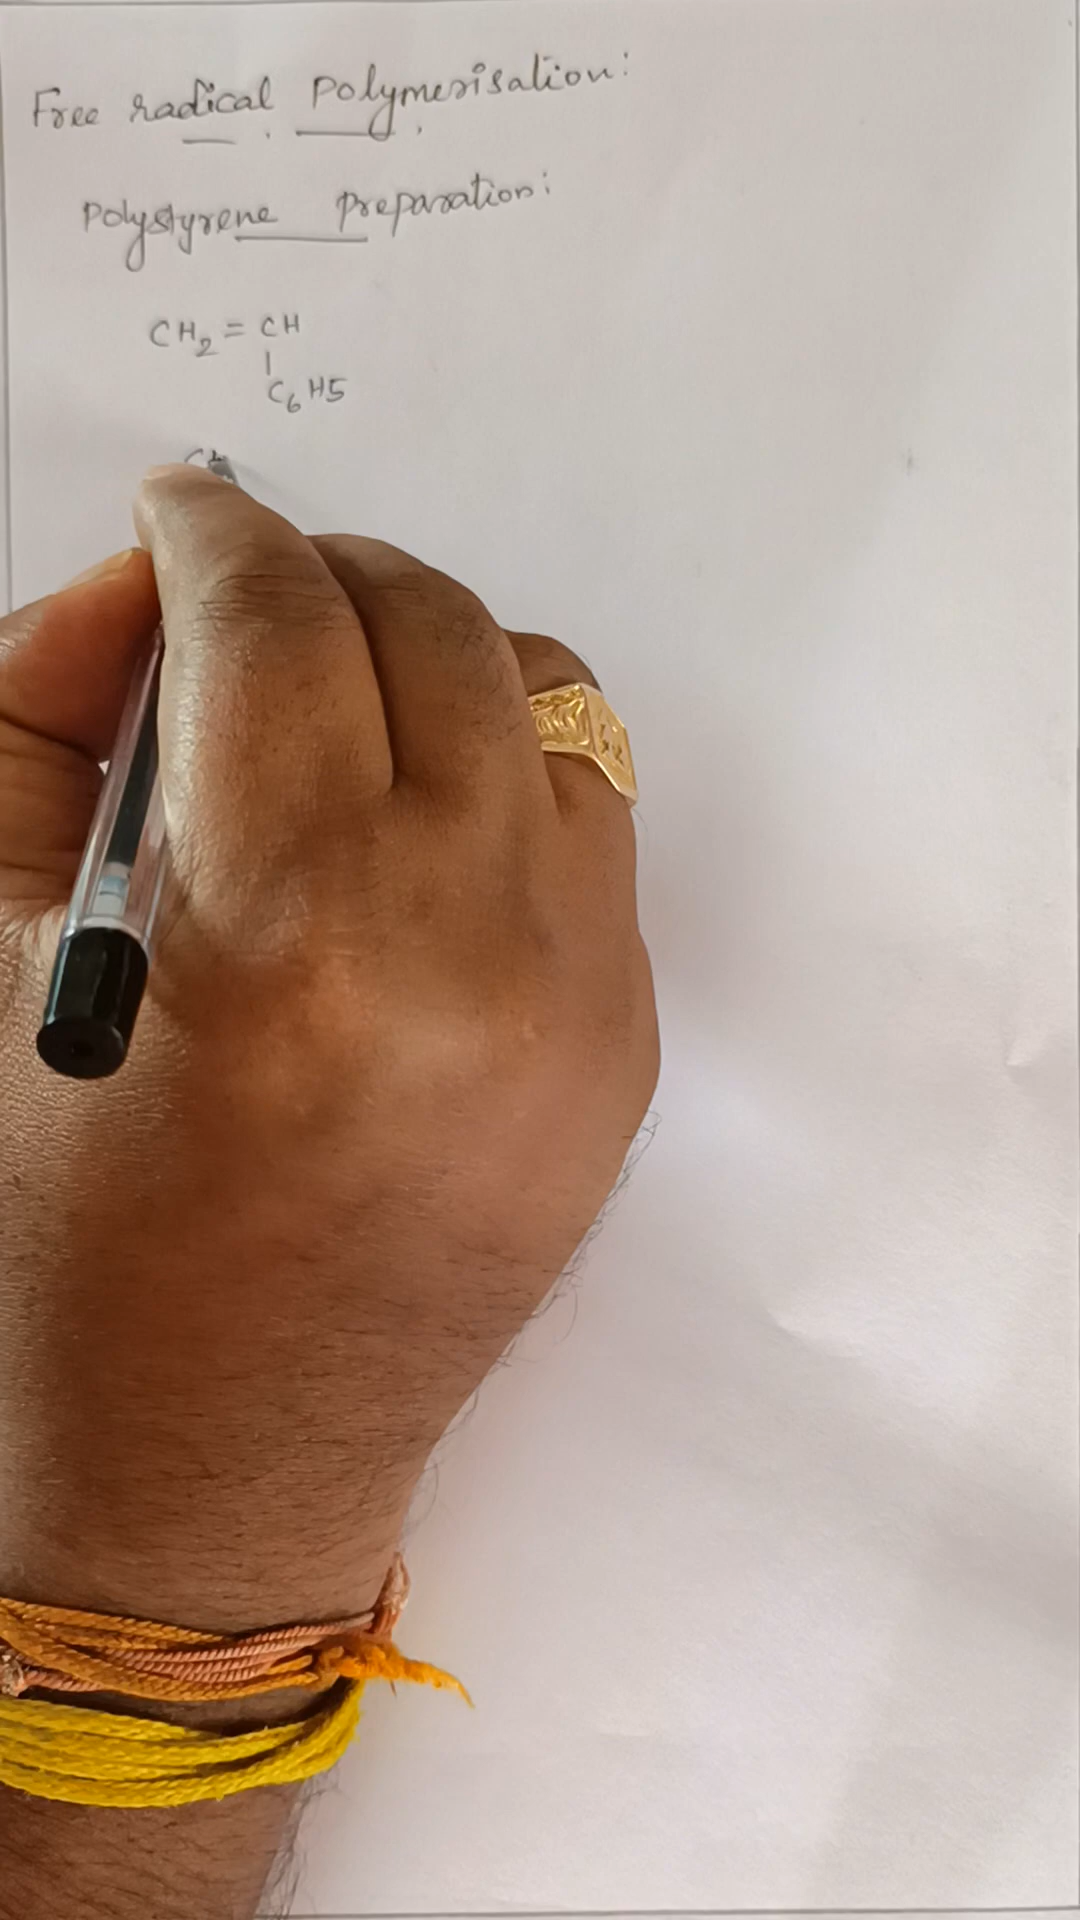 Free radical polymerisation:
Polystyrene preparation:
CH₂ = CH
|
C₆H5